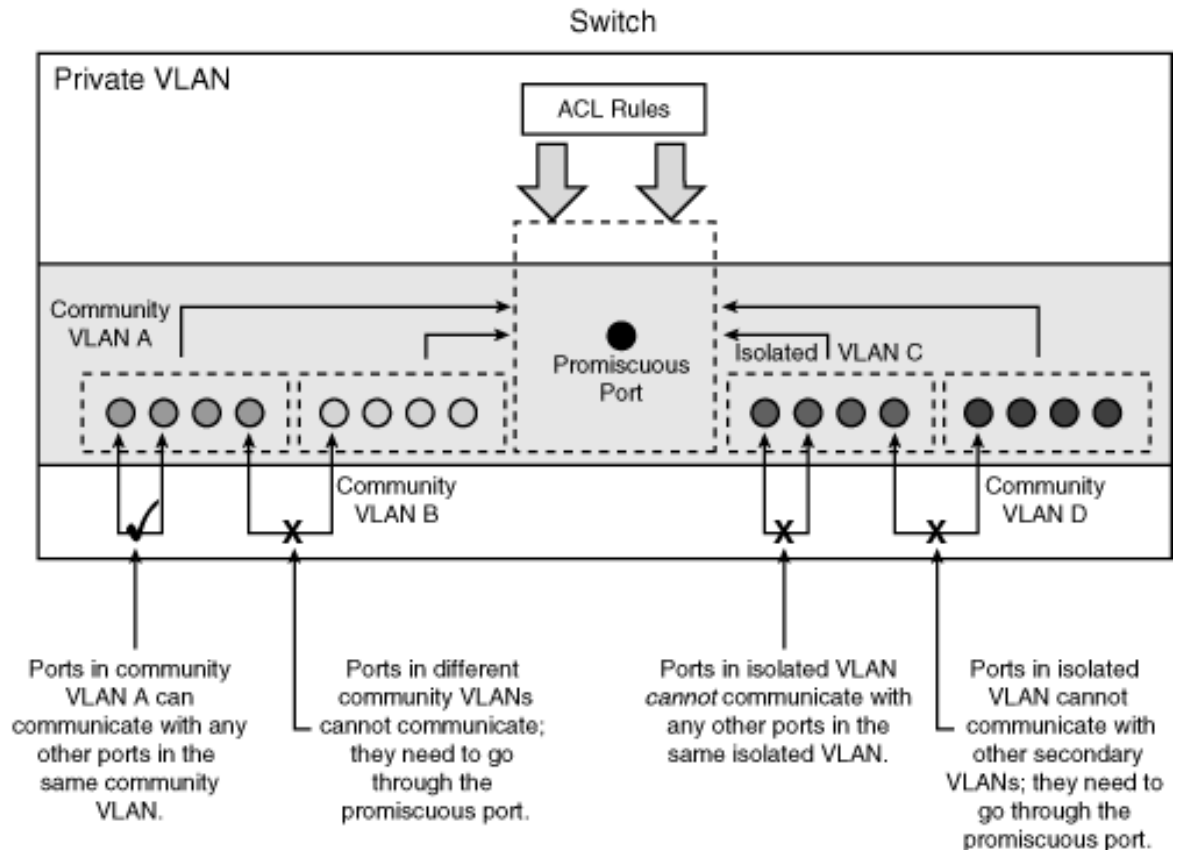 Switch
Private VLAN
ACL Rules
Community
VLAN A
Promiscuous
Port
Isolated VLAN C
Community
VLAN B
Community
VLAN D
X
X
X
Ports in community
VLAN A can
communicate with any
other ports in the
same community
VLAN.
Ports in different
community VLANs
cannot communicate;
they need to go
through the
promiscuous port.
Ports in isolated VLAN
cannot communicate with
any other ports in the
same isolated VLAN.
Ports in isolated
VLAN cannot
communicate with
other secondary
VLANs; they need to
go through the
promiscuous port.